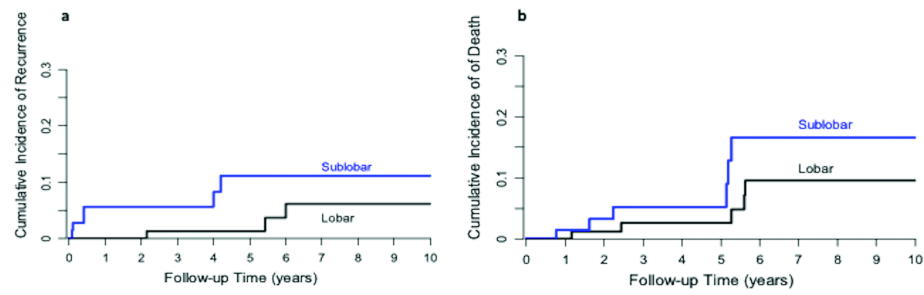 a
Cumulative Incidence of Recurrence
0.3
0.2
0.1
0
Sublobar
Lobar
0 1 2 3 4 5 6 7 8 9 10
Follow-up Time (years)
b
Cumulative Incidence of of Death
0.3
0.2
0.1
0
Sublobar
Lobar
0 1 2 3 4 5 6 7 8 9 10
Follow-up Time (years)